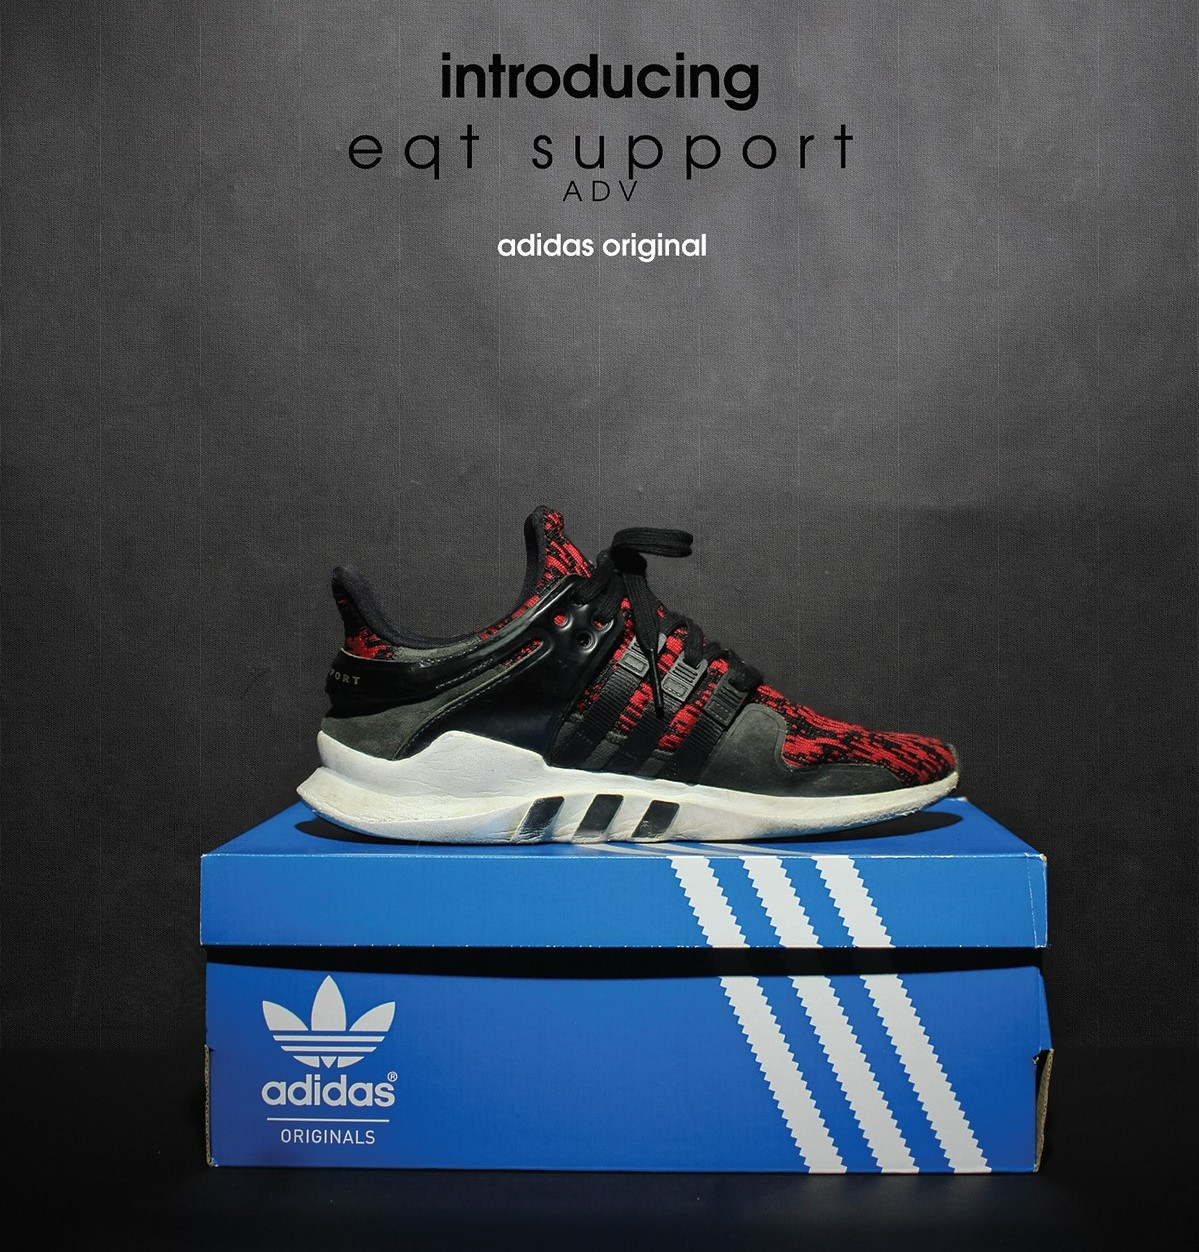 introducing
eqt support
ADV
adidas original
PORT
adidas®
ORIGINALS